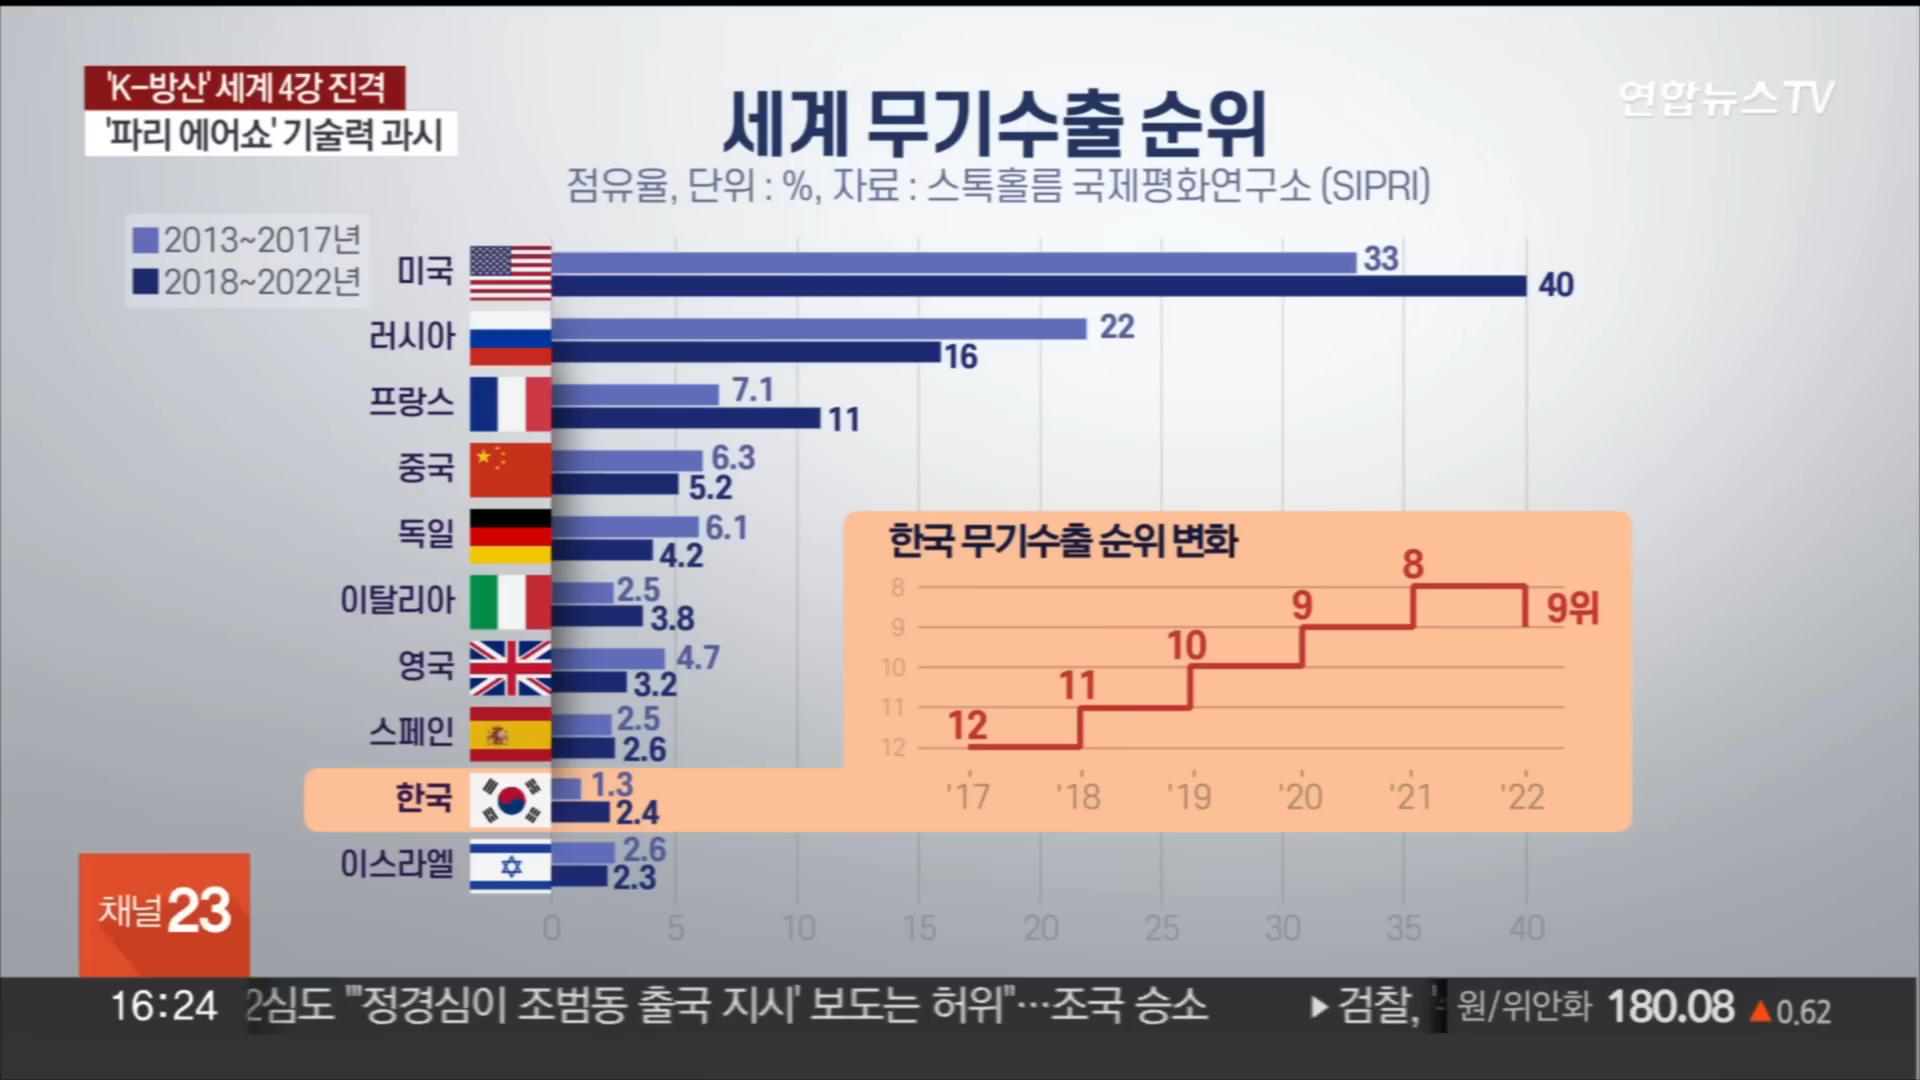 'K-방산' 세계 4강 진격
'파리 에어쇼' 기술력 과시
세계 무기수출 순위
점유율, 단위 : %, 자료 : 스톡홀름 국제평화연구소 (SIPRI)
연합뉴스TV
2013~2017년
2018~2022년
미국 33
40
러시아 22
16
프랑스 7.1
11
중국 6.3
5.2
독일 6.1
4.2
이탈리아 2.5
3.8
영국 4.7
3.2
스페인 2.5
2.6
한국 1.3
2.4
이스라엘 2.6
2.3
0 5 10 15 20 25 30 35 40
한국 무기수출 순위 변화
8
9
10
11
12
12 11 10 9 8 9위
'17 '18 '19 '20 '21 '22
채널 23
16:24 2심도 "'정경심이 조범동 출국 지시' 보도는 허위"…조국 승소 ▶검찰, 원/위안화 180.08 ▲0.62